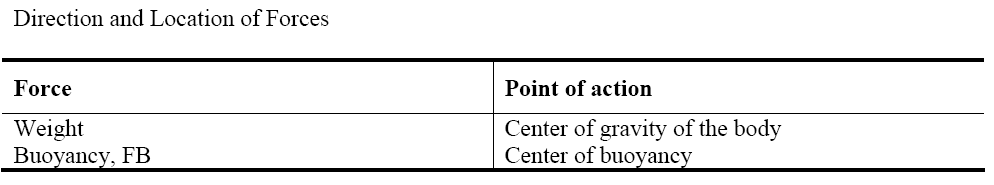 Direction and Location of Forces
Force Point of action
Weight Center of gravity of the body
Buoyancy, FB Center of buoyancy